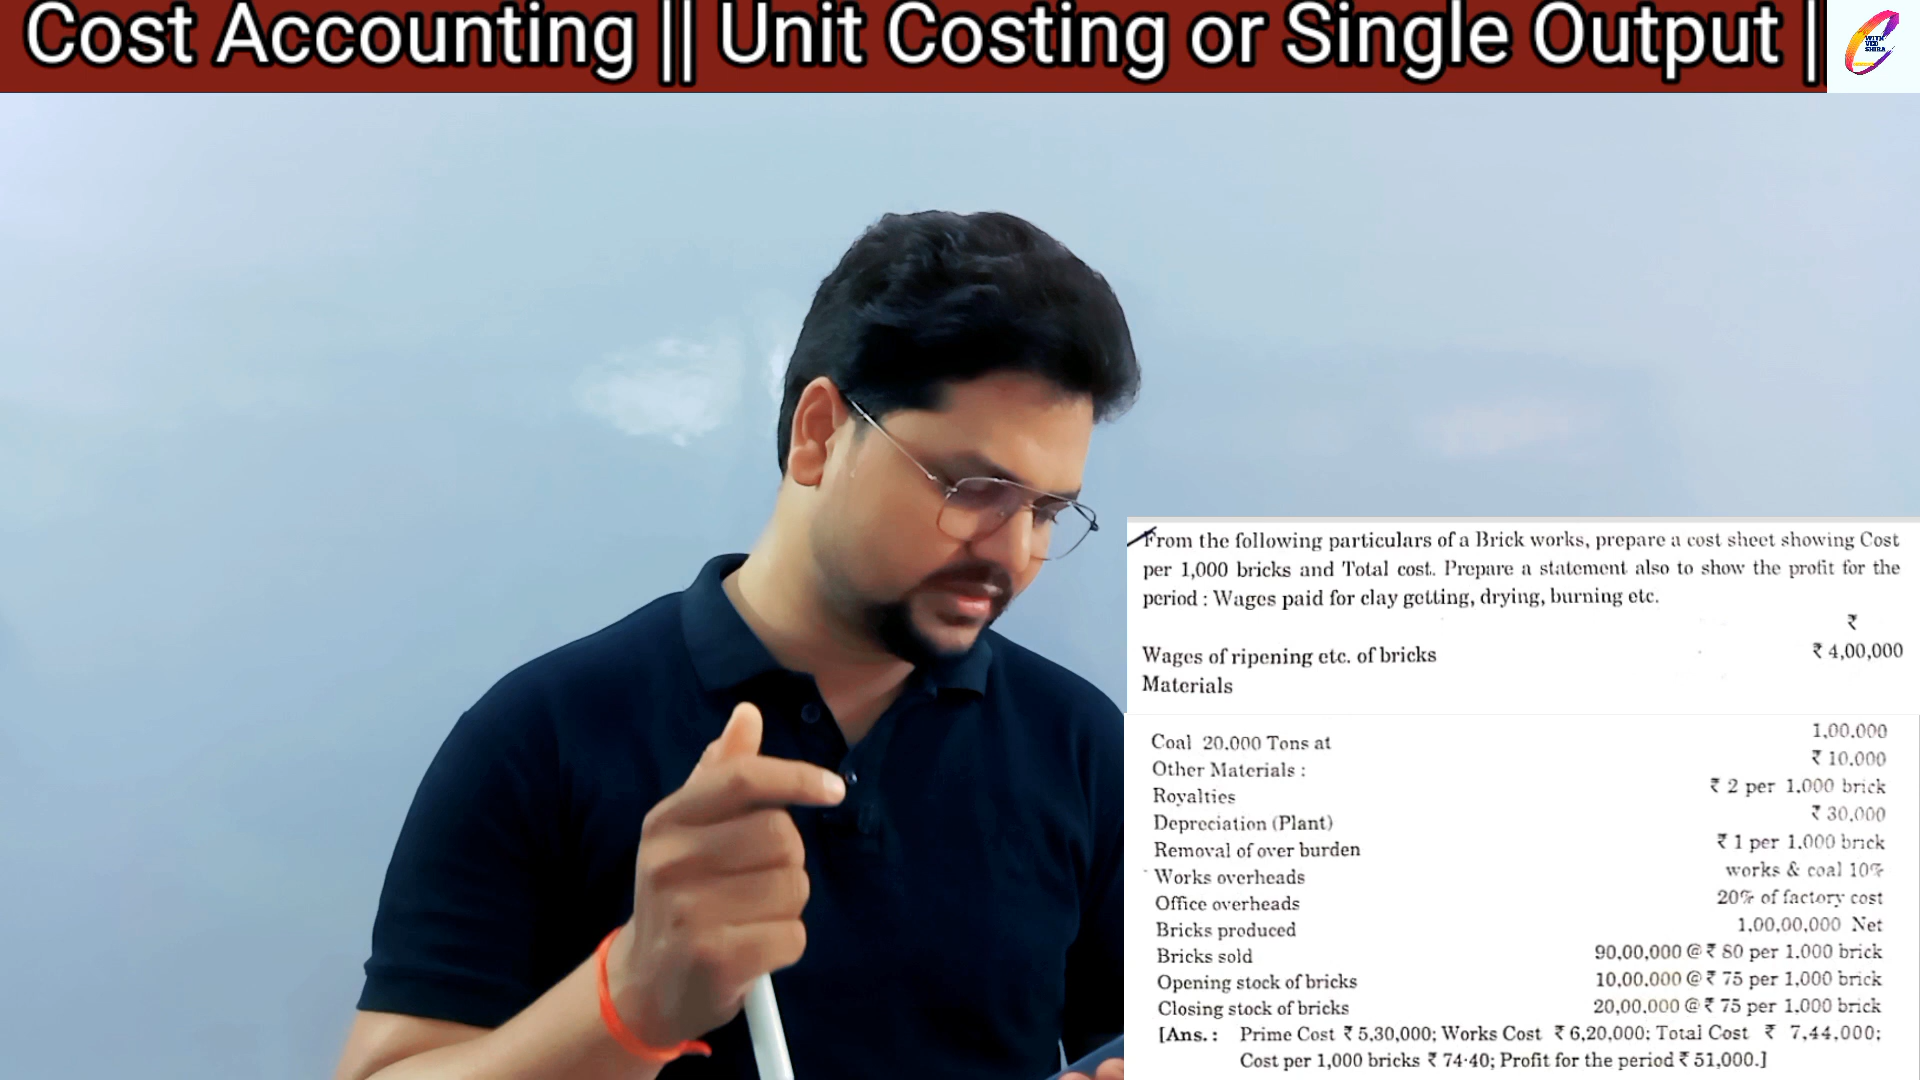 Cost Accounting || Unit Costing or Single Output |
WITH
VED
SHIRA
From the following particulars of a Brick works, prepare a cost sheet showing Cost
per 1,000 bricks and Total cost. Prepare a statement also to show the profit for the
period : Wages paid for clay getting, drying, burning etc.
₹
Wages of ripening etc. of bricks ₹ 4,00,000
Materials
1,00.000
Coal 20.000 Tons at ₹ 10.000
Other Materials : ₹ 2 per 1.000 brick
Royalties ₹ 30.000
Depreciation (Plant) ₹ 1 per 1.000 brick
Removal of over burden works & coal 10%
Works overheads 20% of factory cost
Office overheads 1,00,00,000 Net
Bricks produced
Bricks sold 90,00,000 @ ₹ 80 per 1.000 brick
Opening stock of bricks 10,00.000 @ ₹ 75 per 1,000 brick
Closing stock of bricks 20,00.000 @ ₹ 75 per 1.000 brick
[Ans. : Prime Cost ₹ 5,30,000; Works Cost ₹ 6,20,000; Total Cost ₹ 7,44,000;
Cost per 1,000 bricks ₹ 74·40; Profit for the period ₹ 51,000.]